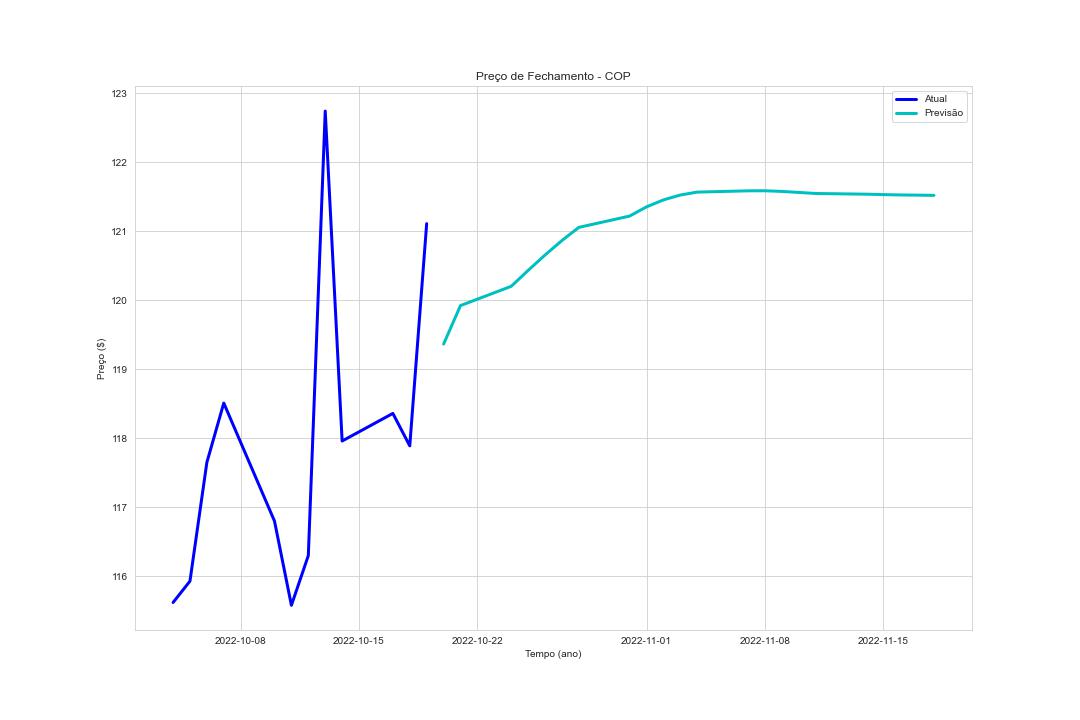 Preço de Fechamento - COP
Atual
Previsão
Preço ($)
123
122
121
120
119
118
117
116
2022-10-08
2022-10-15
2022-10-22
2022-11-01
2022-11-08
2022-11-15
Tempo (ano)